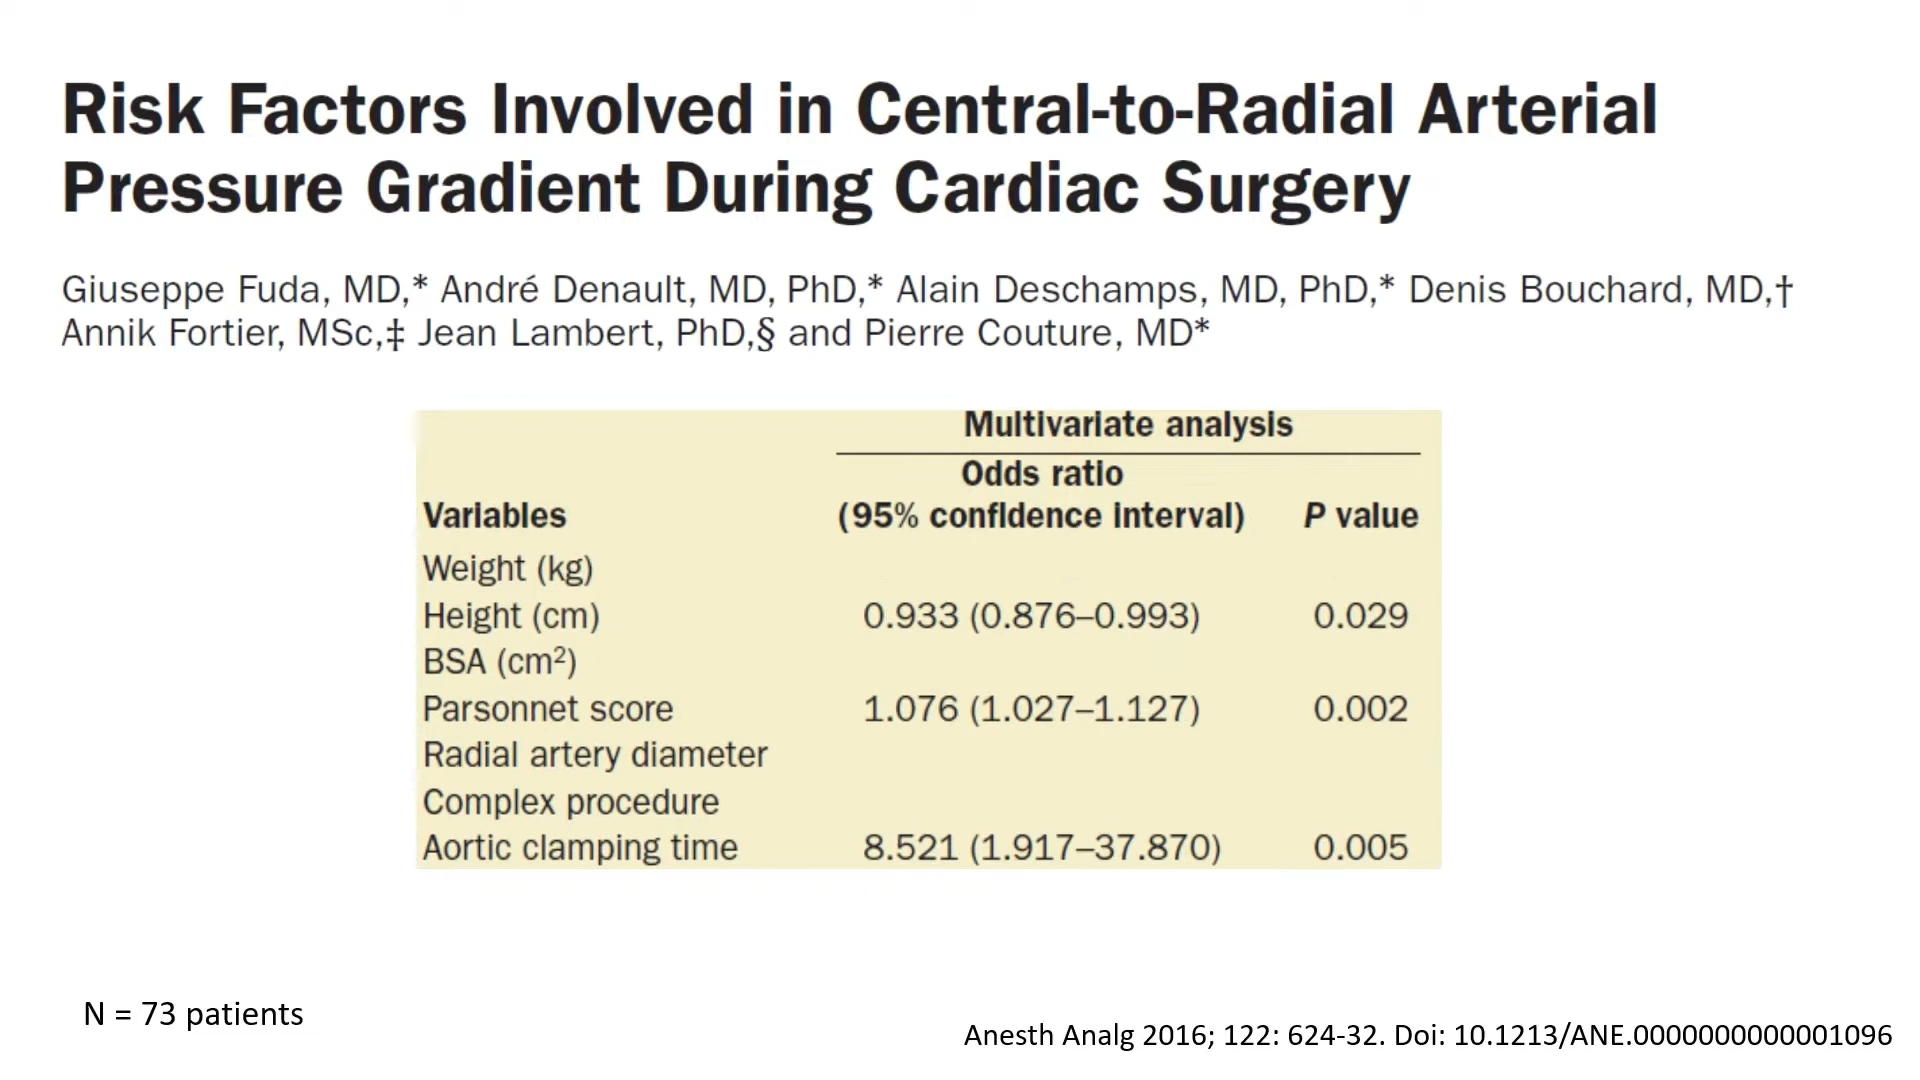 Risk Factors Involved in Central-to-Radial Arterial
Pressure Gradient During Cardiac Surgery
Giuseppe Fuda, MD,* André Denault, MD, PhD,* Alain Deschamps, MD, PhD,* Denis Bouchard, MD,†
Annik Fortier, MSc,‡ Jean Lambert, PhD,§ and Pierre Couture, MD*
Multivariate analysis
Odds ratio
Variables (95% confidence interval) P value
Weight (kg)
Height (cm) 0.933 (0.876–0.993) 0.029
BSA (cm²)
Parsonnet score 1.076 (1.027–1.127) 0.002
Radial artery diameter
Complex procedure
Aortic clamping time 8.521 (1.917–37.870) 0.005
N = 73 patients
Anesth Analg 2016; 122: 624-32. Doi: 10.1213/ANE.0000000000001096